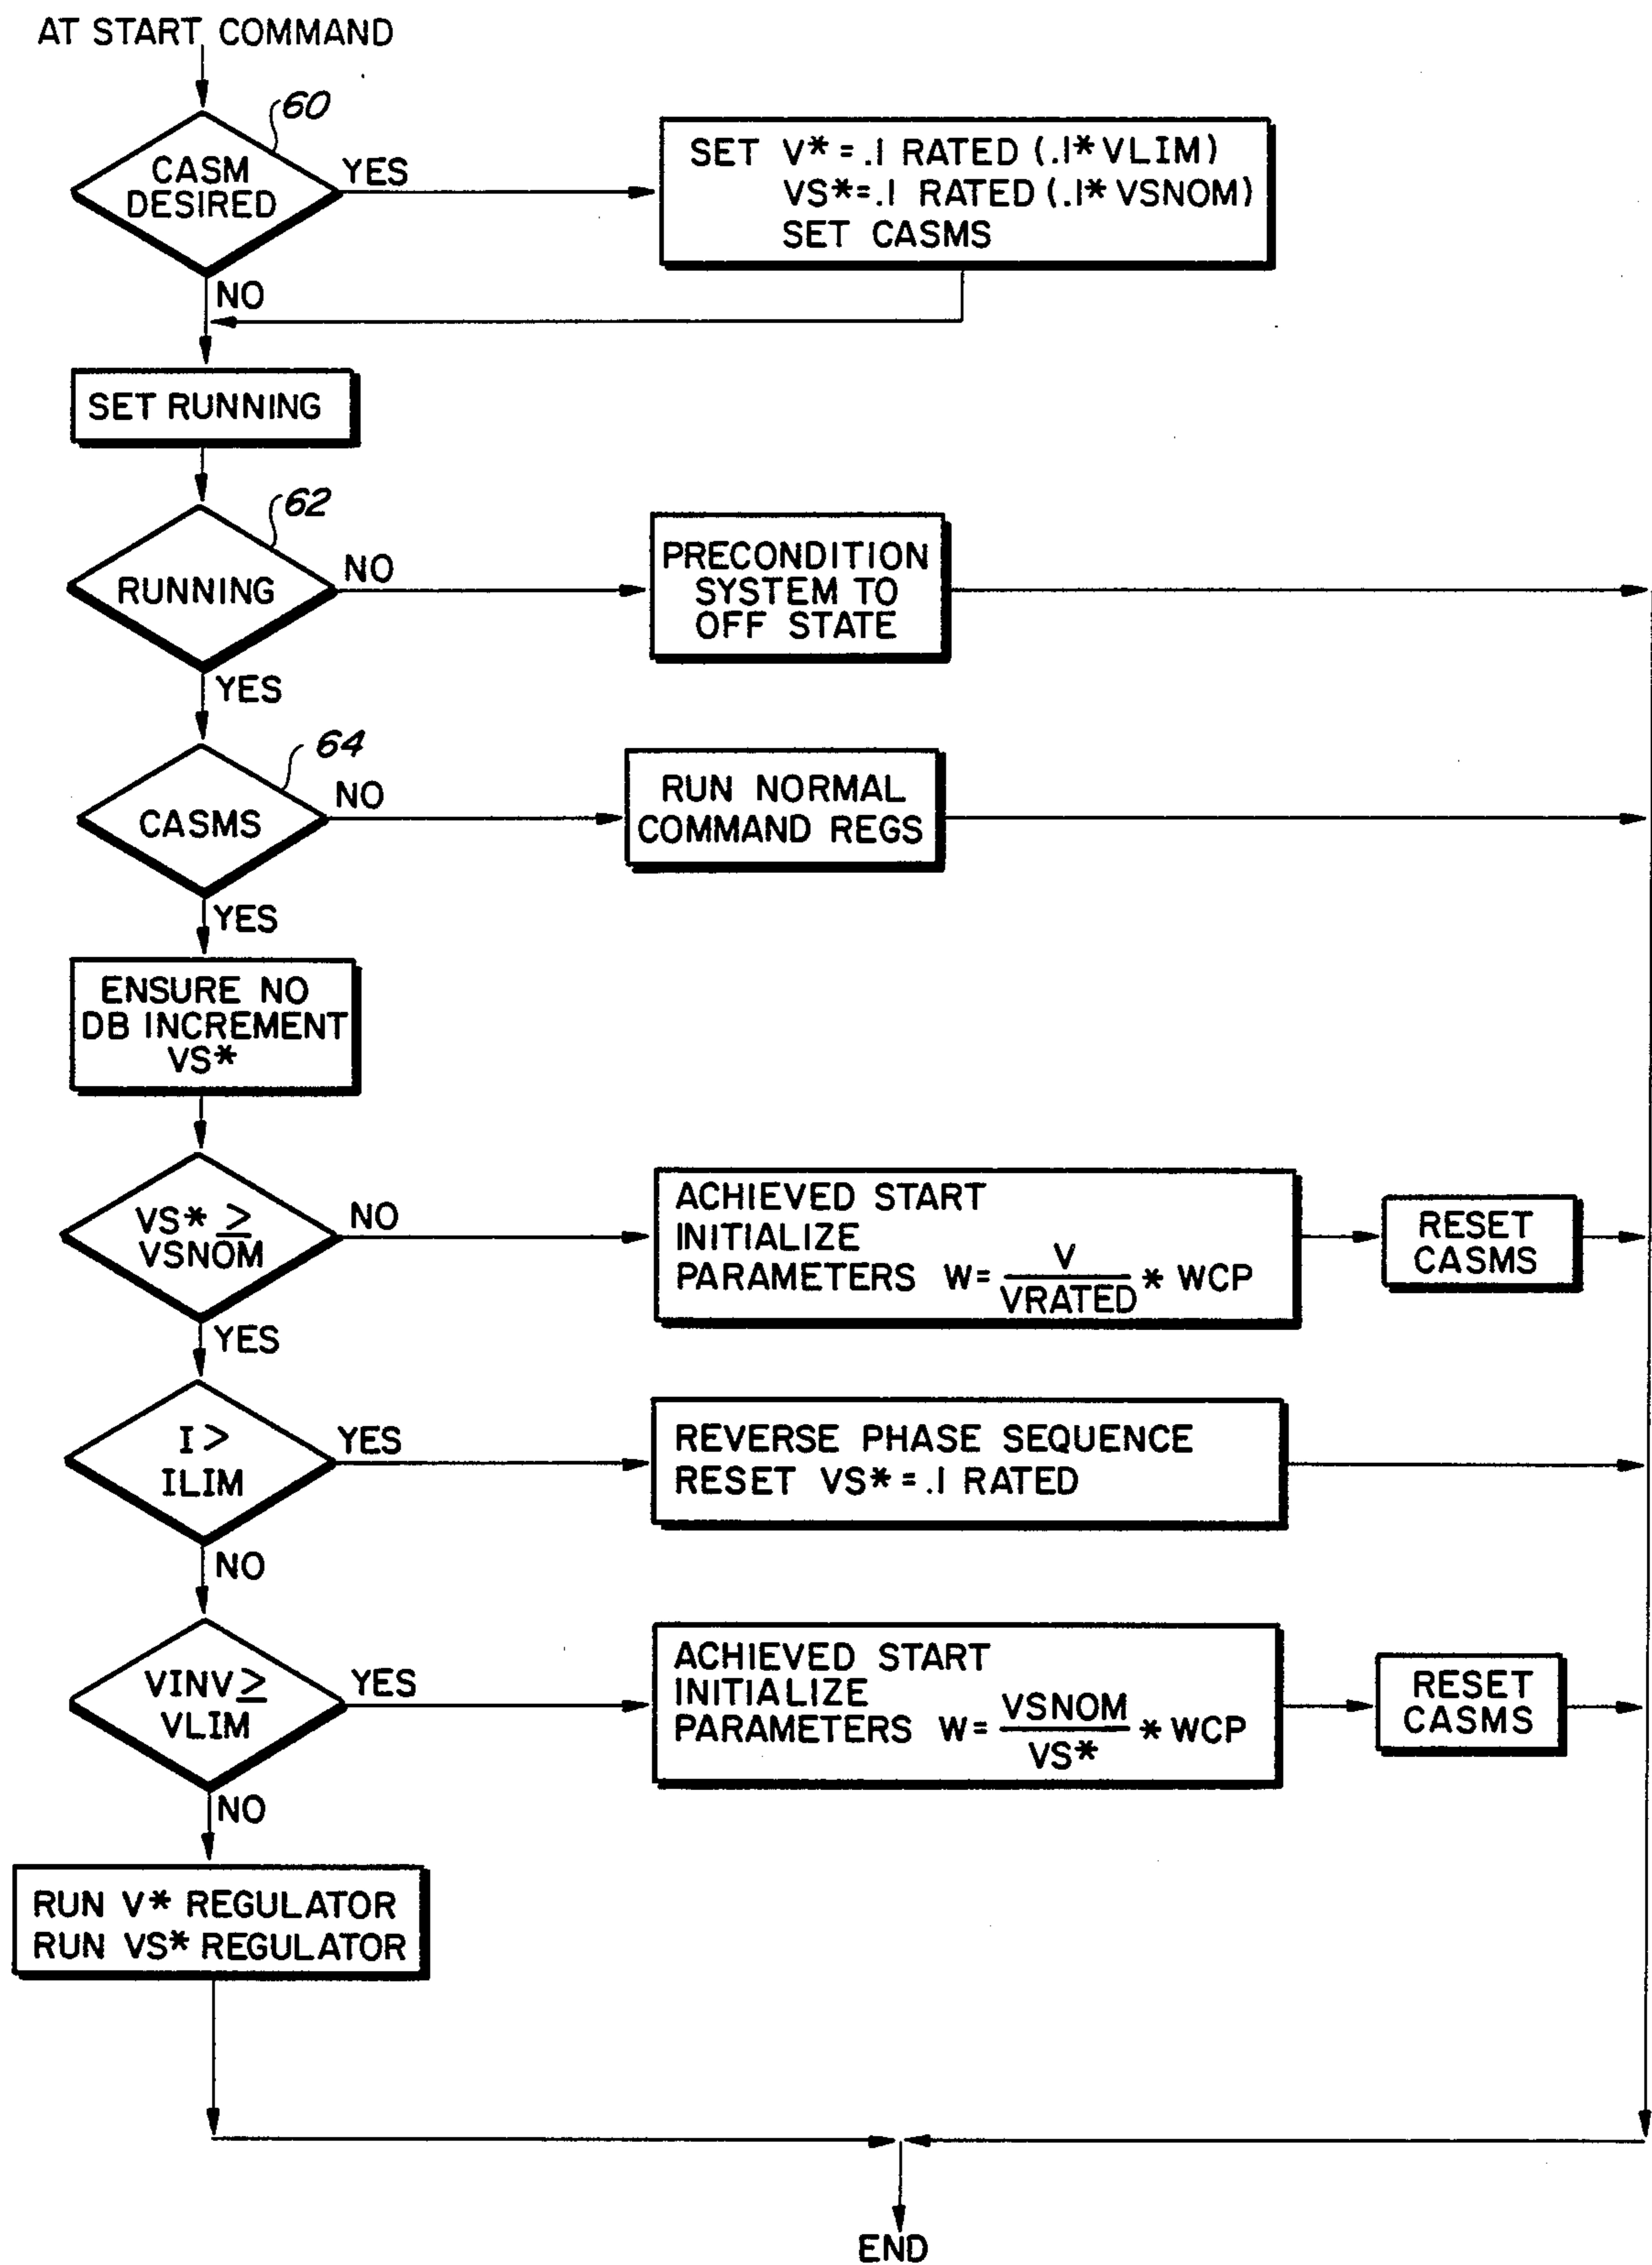 AT START COMMAND
60
CASM
DESIRED
YES
SET V* = .1 RATED (.1* VLIM)
VS* = .1 RATED (.1* VSNOM)
SET CASMS
NO
SET RUNNING
62
RUNNING
NO
PRECONDITION
SYSTEM TO
OFF STATE
YES
64
CASMS
NO
RUN NORMAL
COMMAND REGS
YES
ENSURE NO
DB INCREMENT
VS*
VS* ≥
VSNOM
NO
ACHIEVED START
INITIALIZE
PARAMETERS W= V/VRATED * WCP
RESET
CASMS
YES
I >
ILIM
YES
REVERSE PHASE SEQUENCE
RESET VS* = .1 RATED
NO
VINV ≥
VLIM
YES
ACHIEVED START
INITIALIZE
PARAMETERS W= VSNOM/VS* * WCP
RESET
CASMS
NO
RUN V* REGULATOR
RUN VS* REGULATOR
END